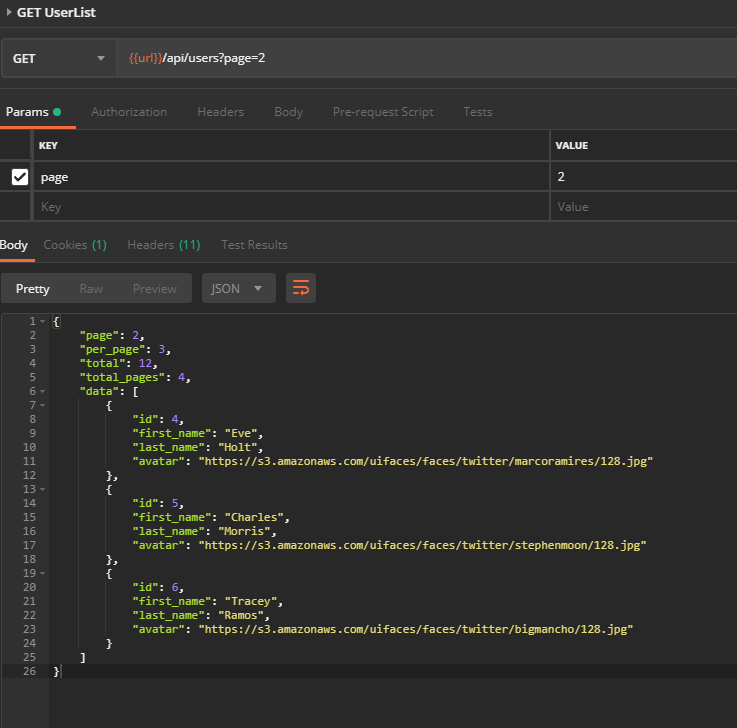 GET UserList
GET {{url}}/api/users?page=2
Params Authorization Headers Body Pre-request Script Tests
KEY VALUE
page 2
Key Value
Body Cookies (1) Headers (11) Test Results
Pretty Raw Preview JSON
1 {
2 "page": 2,
3 "per_page": 3,
4 "total": 12,
5 "total_pages": 4,
6 "data": [
7 {
8 "id": 4,
9 "first_name": "Eve",
10 "last_name": "Holt",
11 "avatar": "https://s3.amazonaws.com/uifaces/faces/twitter/marcoramires/128.jpg"
12 },
13 {
14 "id": 5,
15 "first_name": "Charles",
16 "last_name": "Morris",
17 "avatar": "https://s3.amazonaws.com/uifaces/faces/twitter/stephenmoon/128.jpg"
18 },
19 {
20 "id": 6,
21 "first_name": "Tracey",
22 "last_name": "Ramos",
23 "avatar": "https://s3.amazonaws.com/uifaces/faces/twitter/bigmancho/128.jpg"
24 }
25 ]
26 }